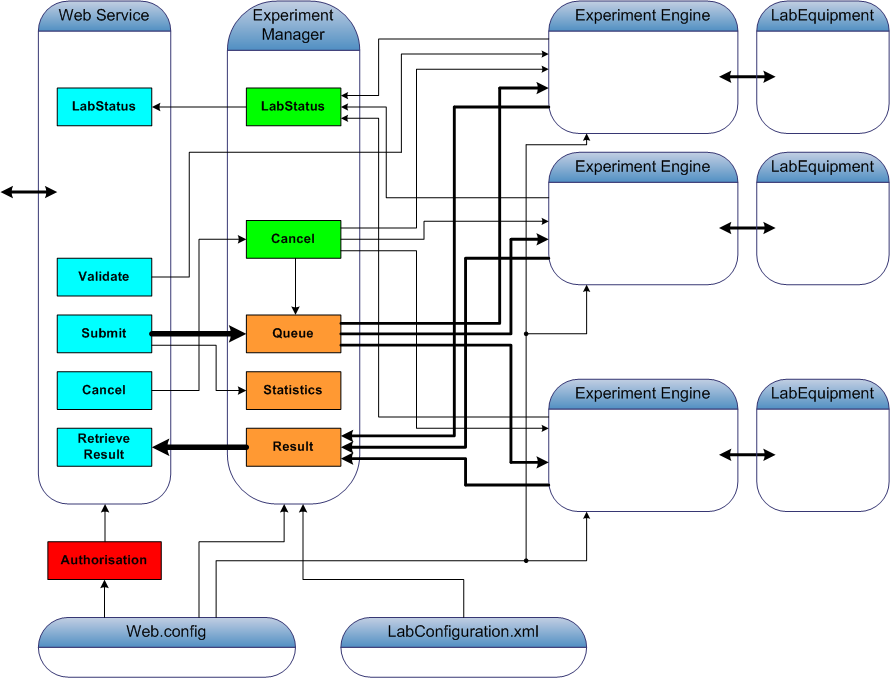 Web Service
Experiment
Manager
Experiment Engine
LabEquipment
LabStatus
LabStatus
Experiment Engine
LabEquipment
Cancel
Validate
Submit
Queue
Cancel
Statistics
Experiment Engine
LabEquipment
Retrieve
Result
Result
Authorisation
Web.config
LabConfiguration.xml